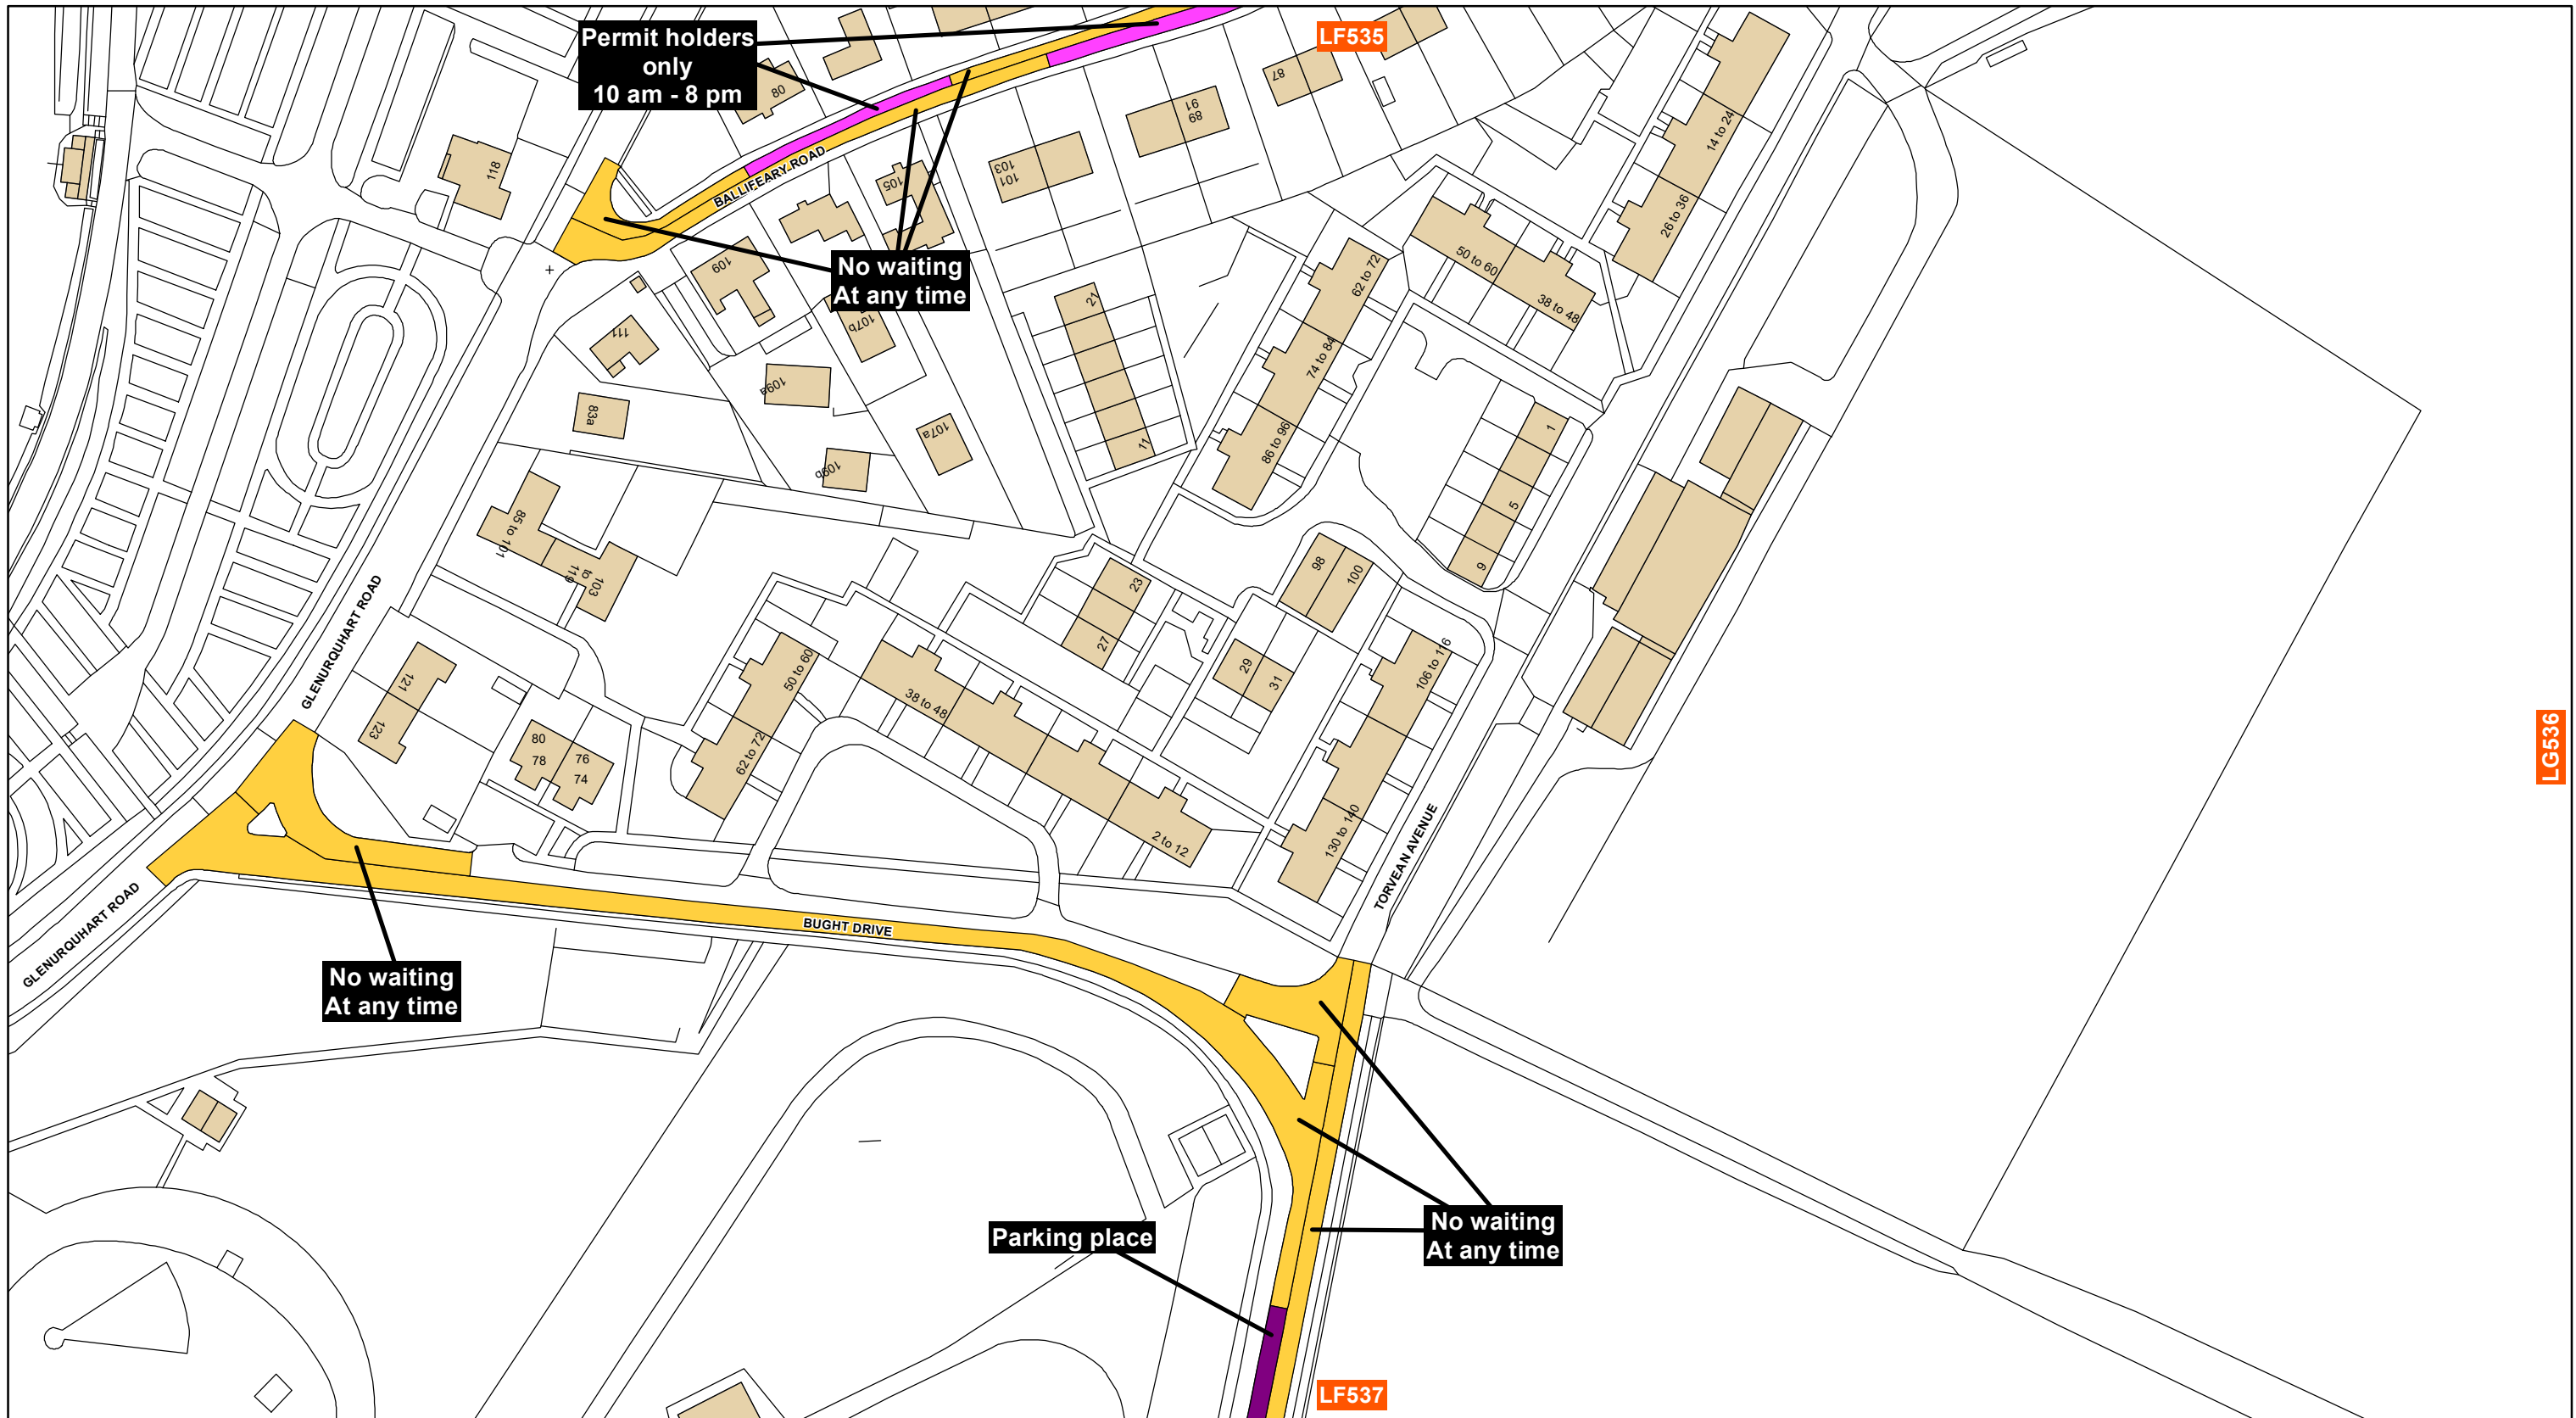 Permit holders
only
10 am - 8 pm
LF535
80
118
BALLIFEARY ROAD
105
103
101
91
89
87
14 to 24
26 to 36
50 to 60
38 to 48
62 to 72
74 to 84
86 to 96
No waiting
At any time
109
107b
111
109a
83a
107a
109b
21
11
1
5
9
85 to 101
103
to
119
GLENURQUHART ROAD
121
123
80
78
76
74
50 to 60
62 to 72
38 to 48
2 to 12
23
27
98
100
29
31
106 to 116
130 to 140
TORVEAN AVENUE
LG536
GLENURQUHART ROAD
BUGHT DRIVE
No waiting
At any time
Parking place
No waiting
At any time
LF537